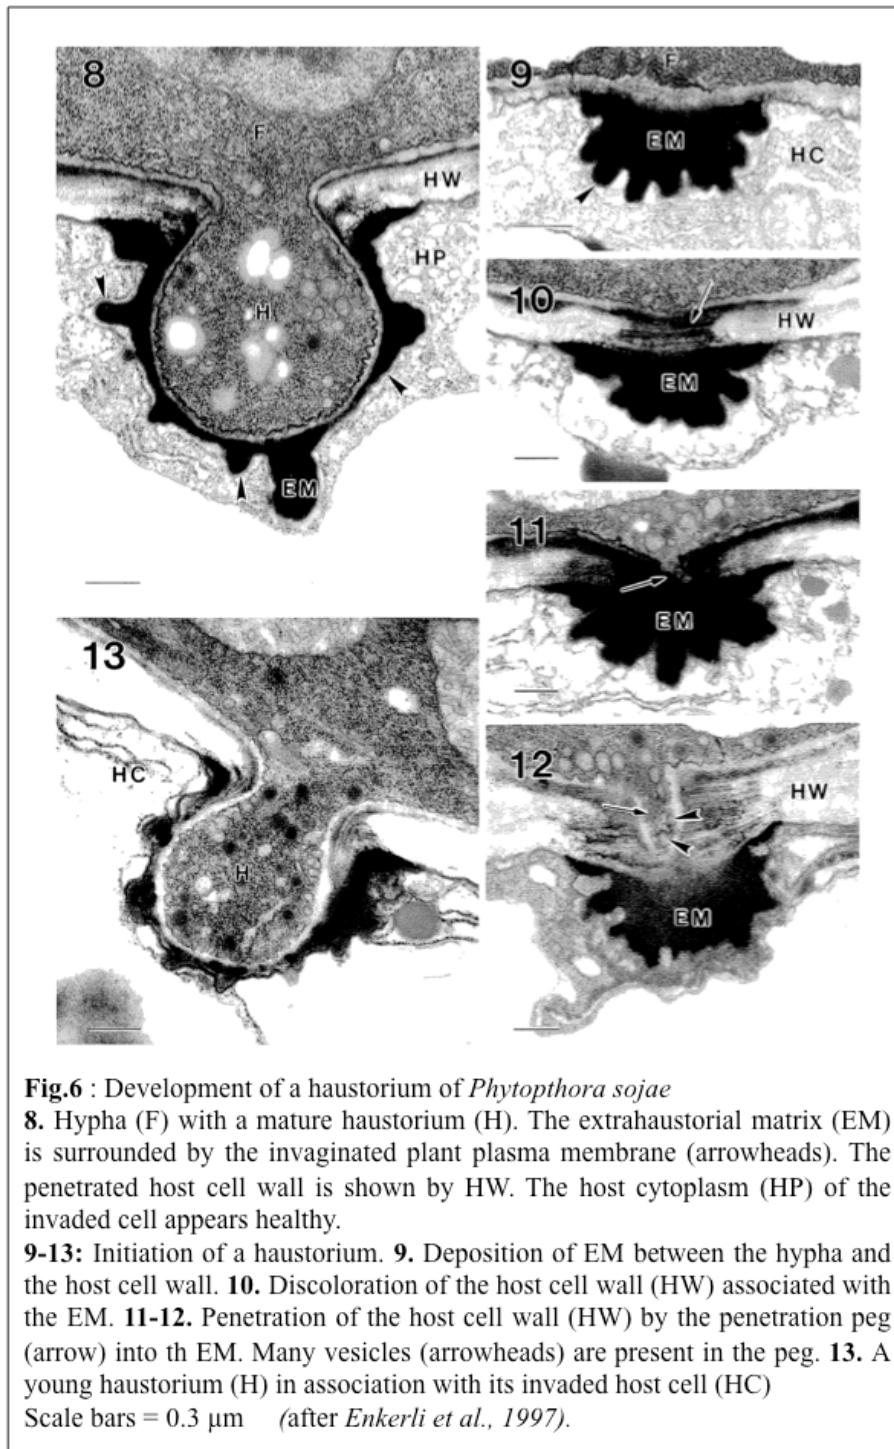 8
F
HW
HP
H
EM
9
F
EM
HC
10
HW
EM
11
EM
12
HW
EM
13
HC
H
Fig.6 : Development of a haustorium of Phytopthora sojae
8. Hypha (F) with a mature haustorium (H). The extrahaustorial matrix (EM)
is surrounded by the invaginated plant plasma membrane (arrowheads). The
penetrated host cell wall is shown by HW. The host cytoplasm (HP) of the
invaded cell appears healthy.
9-13: Initiation of a haustorium. 9. Deposition of EM between the hypha and
the host cell wall. 10. Discoloration of the host cell wall (HW) associated with
the EM. 11-12. Penetration of the host cell wall (HW) by the penetration peg
(arrow) into th EM. Many vesicles (arrowheads) are present in the peg. 13. A
young haustorium (H) in association with its invaded host cell (HC)
Scale bars = 0.3 μm (after Enkerli et al., 1997).